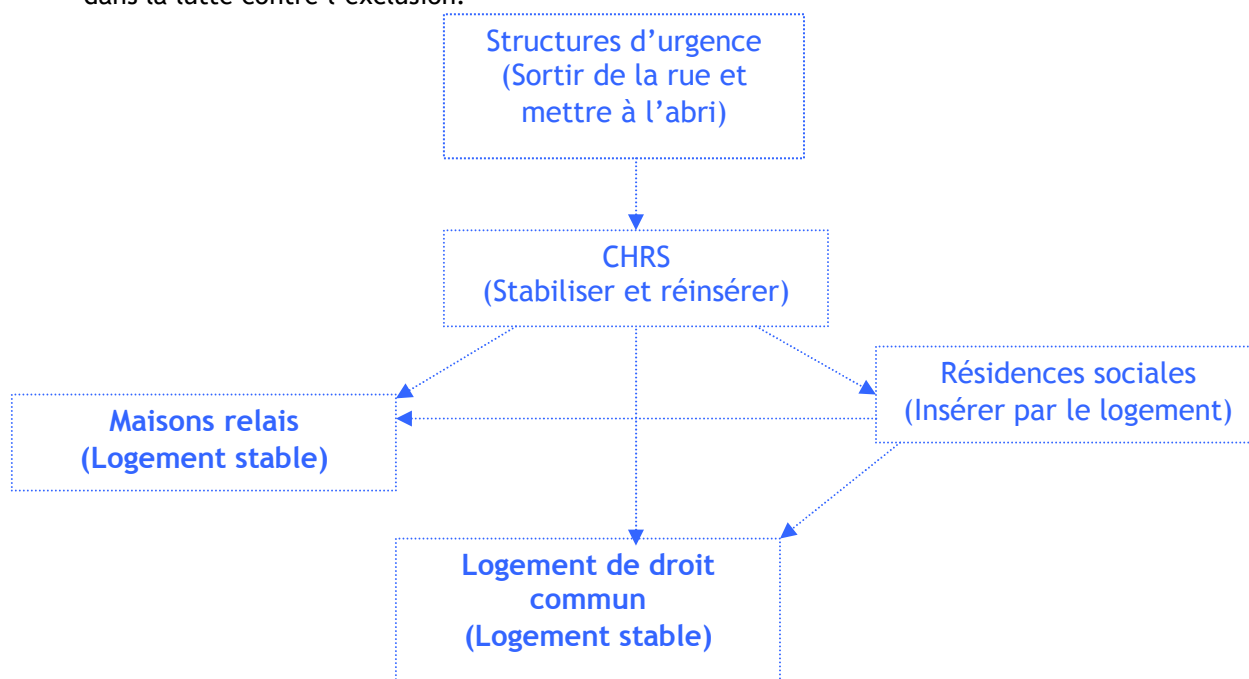 dans la lutte contre l'exclusion.
Structures d’urgence
(Sortir de la rue et
mettre à l’abri)
CHRS
(Stabiliser et réinsérer)
Résidences sociales
(Insérer par le logement)
Maisons relais
(Logement stable)
Logement de droit
commun
(Logement stable)